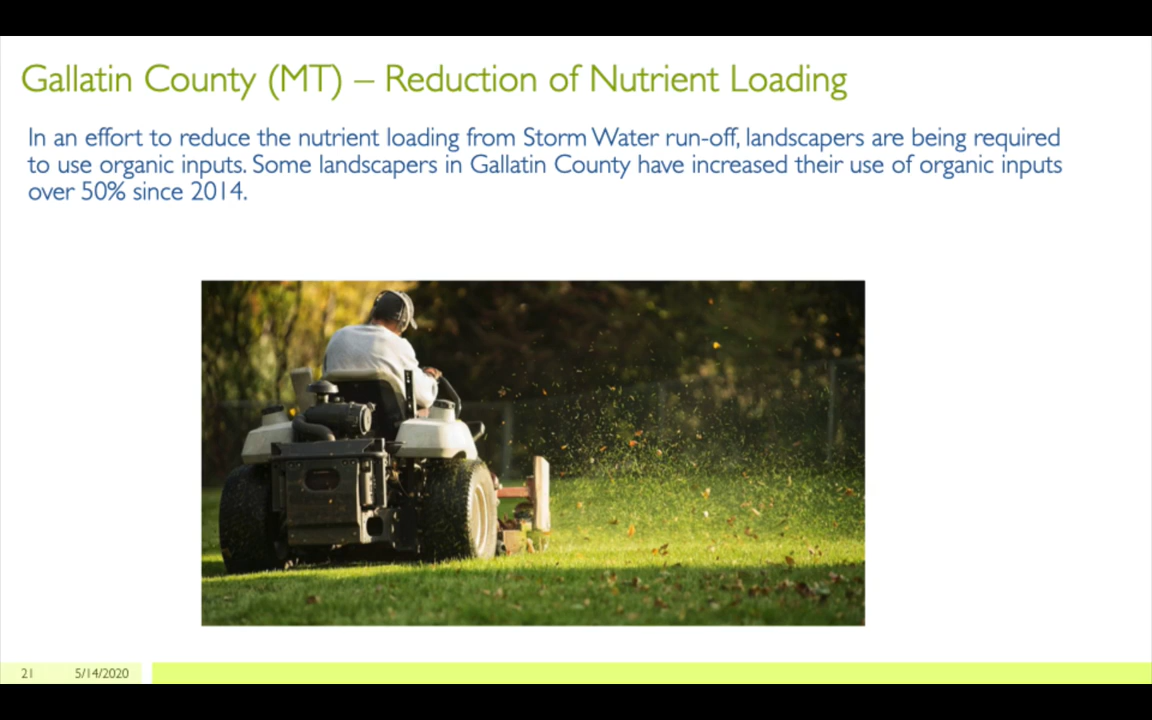 Gallatin County (MT) – Reduction of Nutrient Loading
In an effort to reduce the nutrient loading from Storm Water run-off, landscapers are being required
to use organic inputs. Some landscapers in Gallatin County have increased their use of organic inputs
over 50% since 2014.
21 5/14/2020